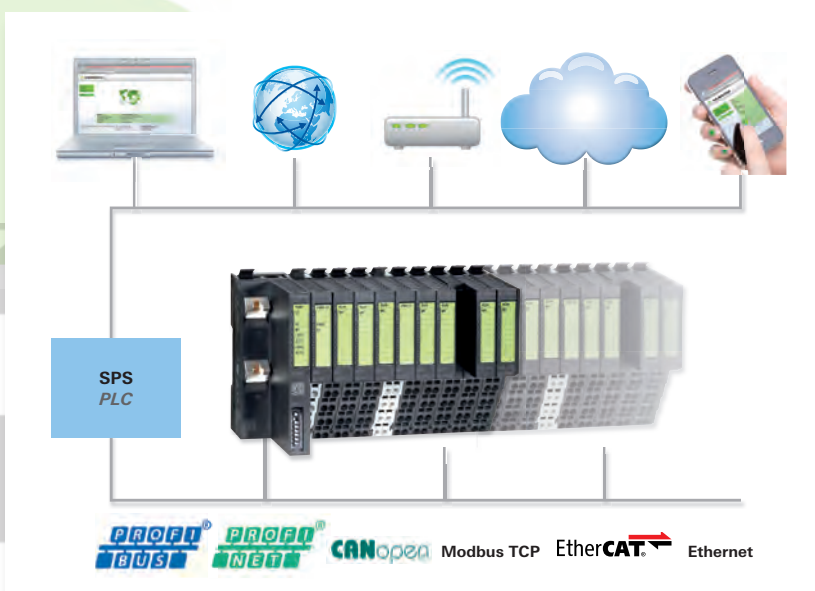 SPS
PLC
PROFI® PROFI®
BUS NET
CANopen Modbus TCP EtherCAT® Ethernet